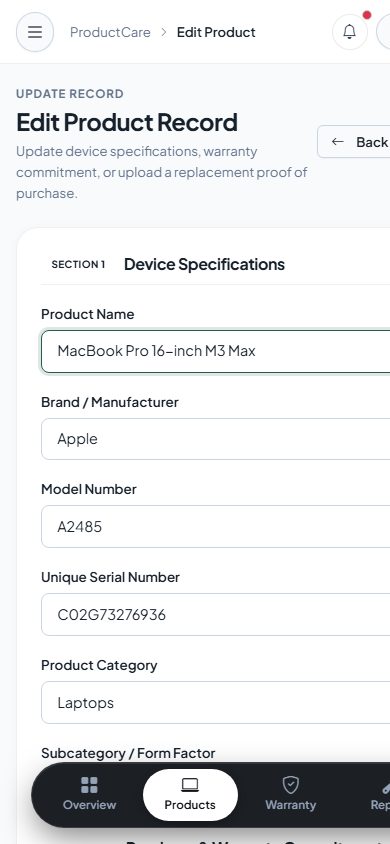 ProductCare > Edit Product
UPDATE RECORD
Edit Product Record
Update device specifications, warranty
commitment, or upload a replacement proof of
purchase.
← Back
SECTION 1 Device Specifications
Product Name
MacBook Pro 16-inch M3 Max
Brand / Manufacturer
Apple
Model Number
A2485
Unique Serial Number
C02G73276936
Product Category
Laptops
Subcategory / Form Factor
Overview Products Warranty Rep